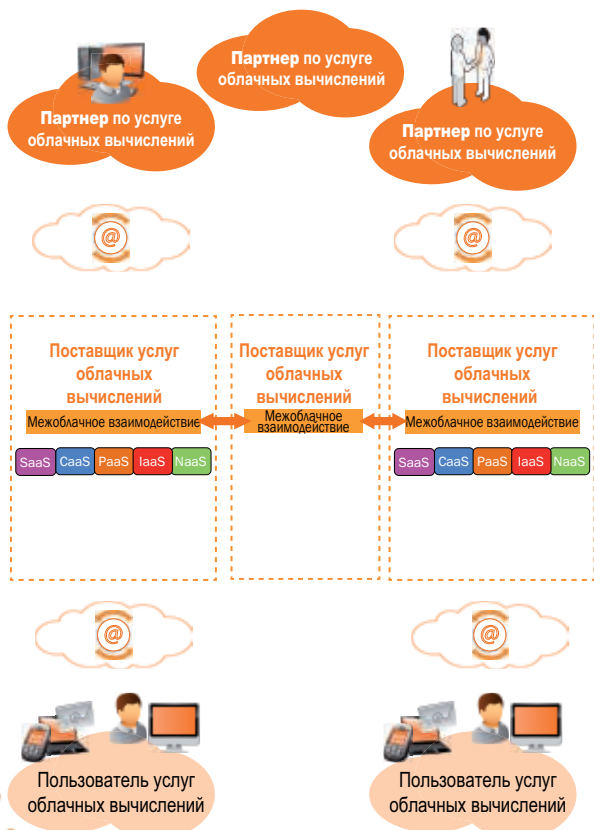 Партнер по услуге
облачных вычислений
Партнер по услуге
облачных вычислений
Партнер по услуге
облачных вычислений
@
@
Поставщик услуг
облачных
вычислений
Межоблачное взаимодействие
SaaS CaaS PaaS IaaS NaaS
Поставщик услуг
облачных
вычислений
Межоблачное
взаимодействие
Поставщик услуг
облачных
вычислений
Межоблачное взаимодействие
SaaS CaaS PaaS IaaS NaaS
@
@
Пользователь услуг
облачных вычислений
Пользователь услуг
облачных вычислений